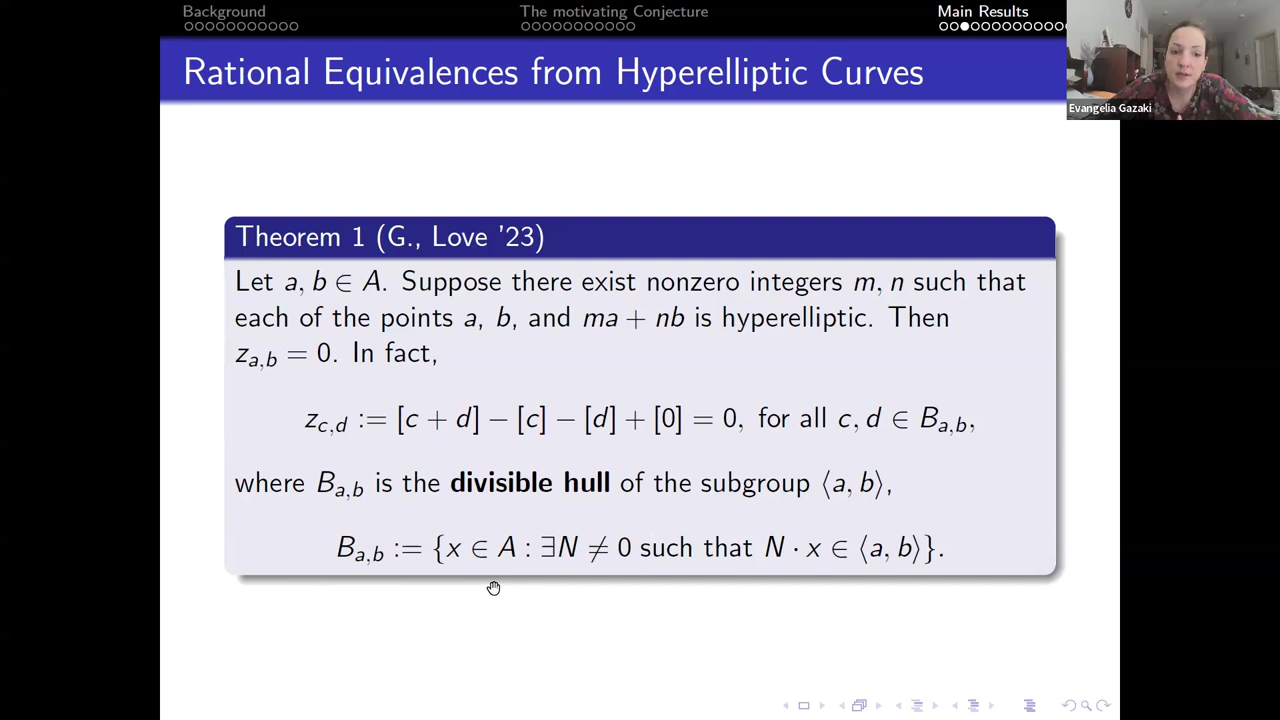 Background
The motivating Conjecture
Main Results
Evangelia Gazaki
Rational Equivalences from Hyperelliptic Curves
Theorem 1 (G., Love '23)
Let a, b ∈ A. Suppose there exist nonzero integers m, n such that
each of the points a, b, and ma + nb is hyperelliptic. Then
z_{a,b} = 0. In fact,
z_{c,d} := [c + d] − [c] − [d] + [0] = 0, for all c, d ∈ B_{a,b},
where B_{a,b} is the divisible hull of the subgroup ⟨a, b⟩,
B_{a,b} := {x ∈ A : ∃N ≠ 0 such that N · x ∈ ⟨a, b⟩}.